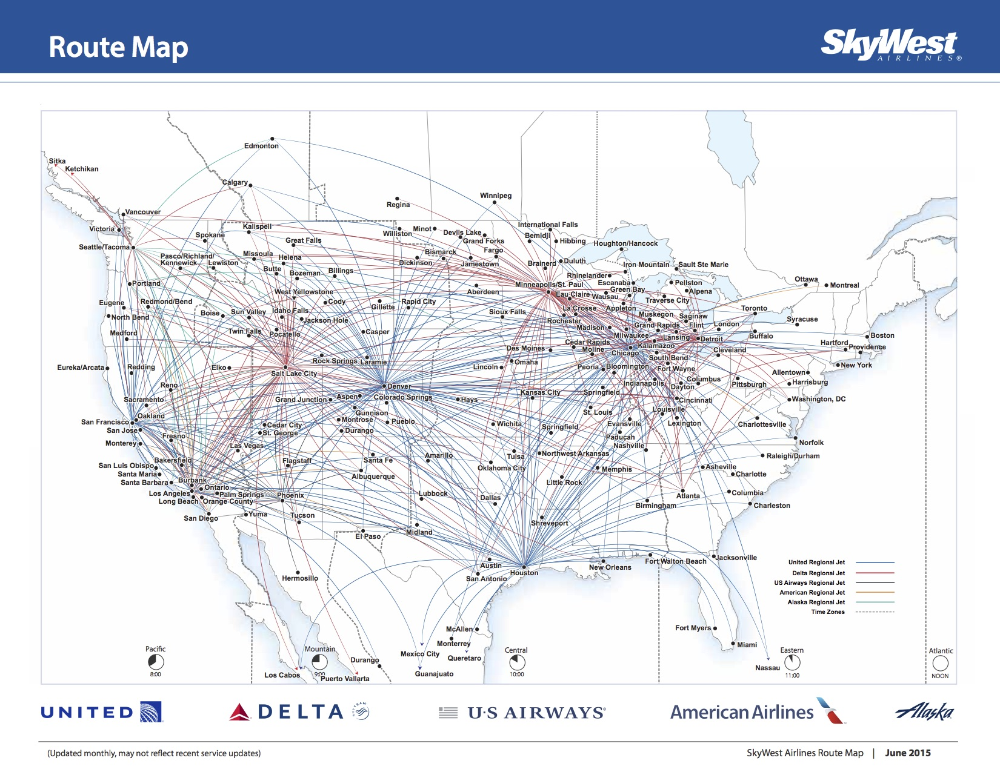 Route Map
SkyWest
AIRLINES®
Edmonton
Sitka
Ketchikan
Calgary
Winnipeg
Regina
Vancouver
Victoria
International Falls
Kalispell
Spokane
Williston
Minot
Devils Lake
Bemidji
Grand Forks
Hibbing
Great Falls
Houghton/Hancock
Seattle/Tacoma
Fargo
Bismarck
Missoula
Helena
Pasco/Richland/
Kennewick
Lewiston
Dickinson
Jamestown
Brainerd
Duluth
Iron Mountain
Sault Ste Marie
Butte
Billings
Bozeman
Rhinelander
Ottawa
Montreal
Portland
Minneapolis/St. Paul
Escanaba
Pellston
Green Bay
Alpena
West Yellowstone
Aberdeen
Eau Claire
Wausau
Traverse City
Eugene
Redmond/Bend
Cody
Rapid City
Gillette
La Crosse
Appleton
Toronto
Idaho Falls
Sun Valley
Boise
Sioux Falls
Muskegon
Saginaw
North Bend
Jackson Hole
Rochester
Syracuse
Grand Rapids
Flint
London
Madison
Medford
Twin Falls
Pocatello
Casper
Milwaukee
Lansing
Detroit
Buffalo
Boston
Cedar Rapids
Hartford
Providence
Des Moines
Moline
Chicago
Kalamazoo
Cleveland
South Bend
Rock Springs
Laramie
Omaha
New York
Eureka/Arcata
Redding
Elko
Lincoln
Peoria
Bloomington
Fort Wayne
Allentown
Salt Lake City
Columbus
Harrisburg
Indianapolis
Pittsburgh
Reno
Denver
Dayton
Kansas City
Springfield
Sacramento
Grand Junction
Aspen
Colorado Springs
Hays
Cincinnati
Washington, DC
Louisville
St. Louis
Gunnison
Oakland
Montrose
Pueblo
San Francisco
Cedar City
Wichita
Springfield
Evansville
Lexington
Charlottesville
San Jose
St. George
Durango
Fresno
Paducah
Monterey
Las Vegas
Nashville
Norfolk
Amarillo
Tulsa
Northwest Arkansas
Raleigh/Durham
Bakersfield
Flagstaff
Santa Fe
San Luis Obispo
Oklahoma City
Memphis
Asheville
Santa Maria
Albuquerque
Charlotte
Santa Barbara
Burbank
Little Rock
Ontario
Los Angeles
Palm Springs
Phoenix
Lubbock
Dallas
Atlanta
Columbia
Long Beach
Orange County
Birmingham
Charleston
San Diego
Yuma
Tucson
Shreveport
El Paso
Midland
Jacksonville
Fort Walton Beach
Austin
New Orleans
Houston
Hermosillo
San Antonio
United Regional Jet
Delta Regional Jet
US Airways Regional Jet
American Regional Jet
Alaska Regional Jet
Time Zones
McAllen
Fort Myers
Monterrey
Miami
Pacific
8:00
Mountain
9:00
Mexico City
Queretaro
Central
10:00
Eastern
11:00
Atlantic
NOON
Durango
Nassau
Los Cabos
Puerto Vallarta
Guanajuato
UNITED
DELTA
SKYTEAM
U·S AIRWAYS®
American Airlines
Alaska
(Updated monthly, may not reflect recent service updates)
SkyWest Airlines Route Map | June 2015